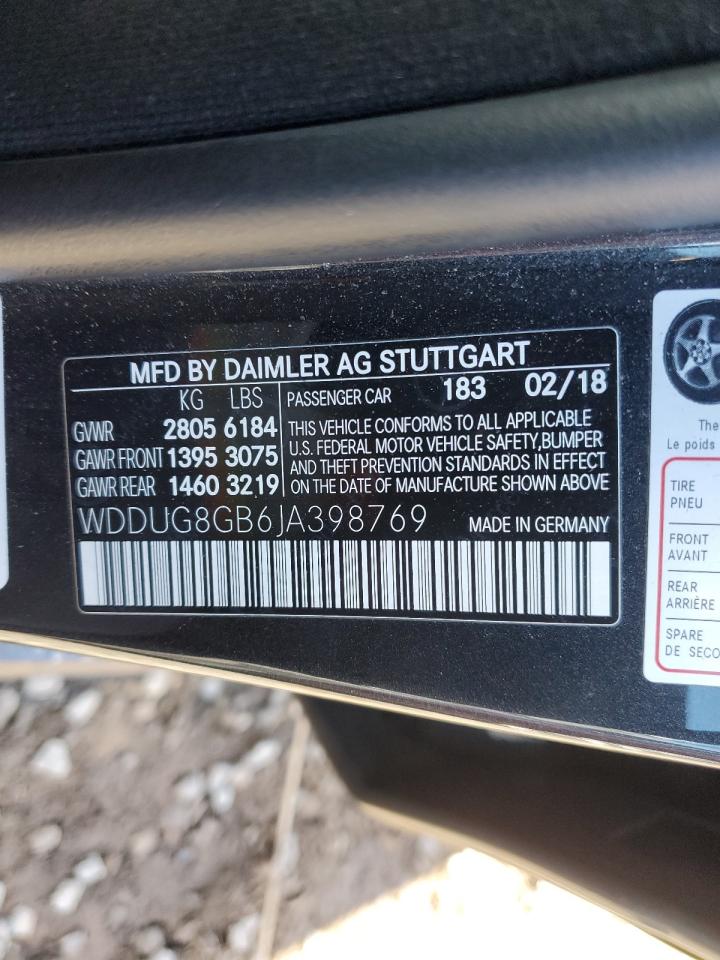 MFD BY DAIMLER AG STUTTGART
KG LBS
GVWR 2805 6184
GAWR FRONT 1395 3075
GAWR REAR 1460 3219
PASSENGER CAR 183 02/18
THIS VEHICLE CONFORMS TO ALL APPLICABLE
U.S. FEDERAL MOTOR VEHICLE SAFETY, BUMPER
AND THEFT PREVENTION STANDARDS IN EFFECT
ON THE DATE OF MANUFACTURE SHOWN ABOVE
WDDUG8GB6JA398769 MADE IN GERMANY
The
Le poids
TIRE
PNEU
FRONT
AVANT
REAR
ARRIÈRE
SPARE
DE SECO